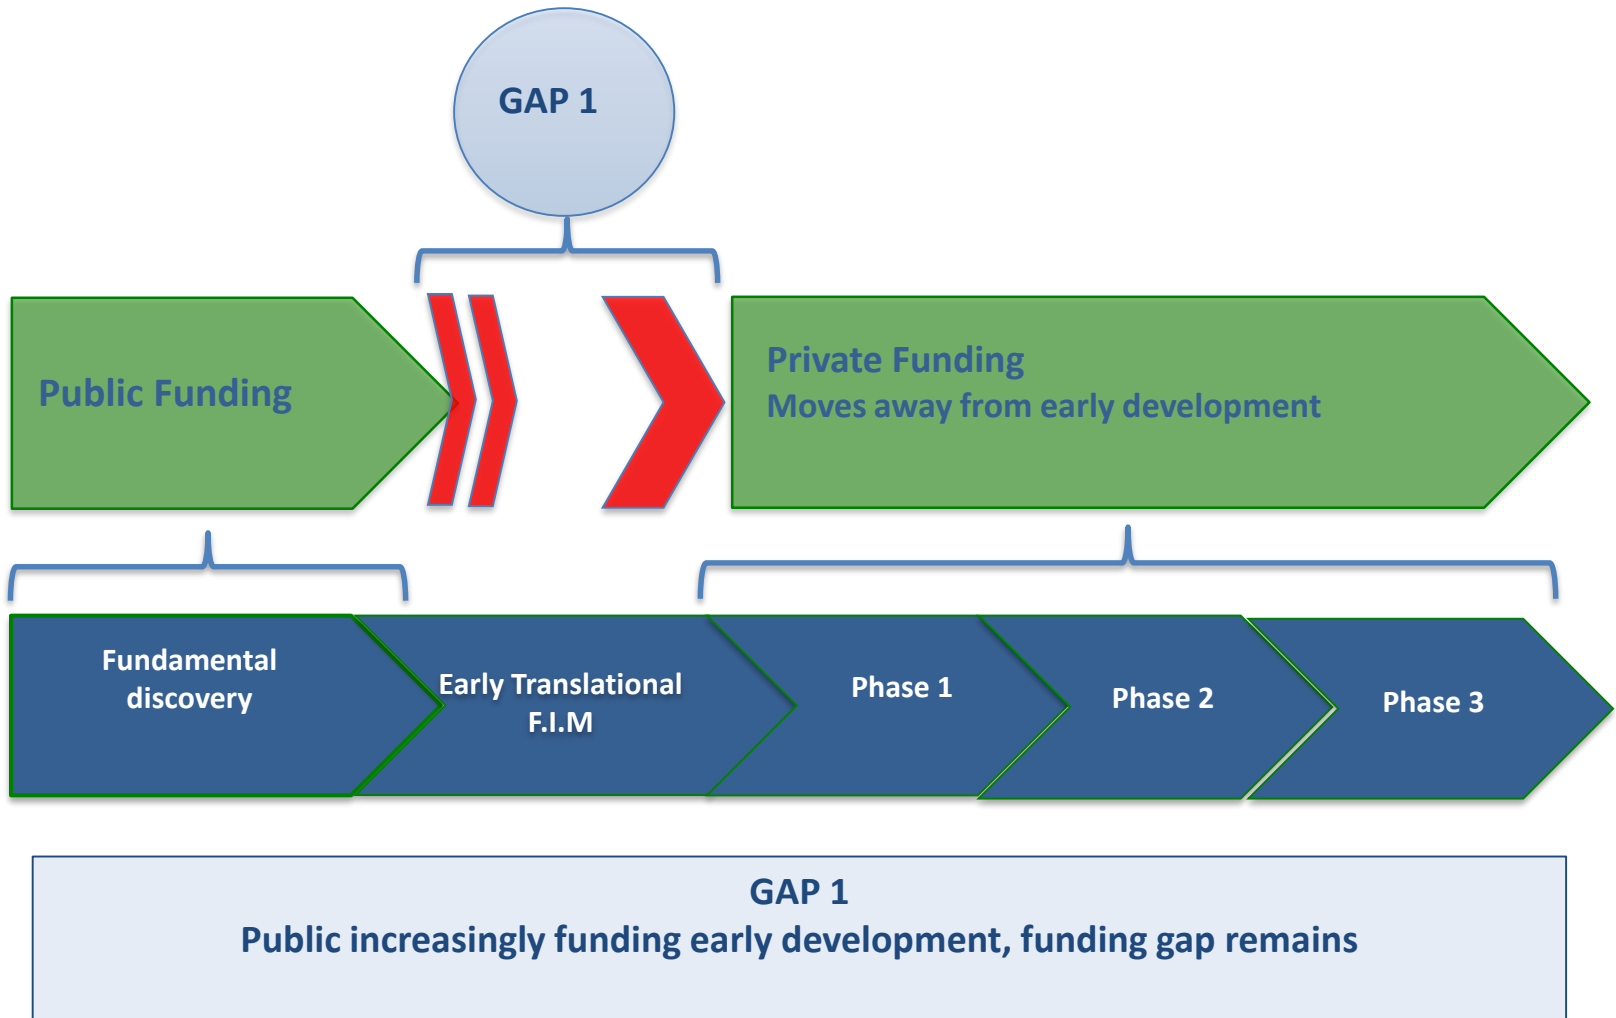 GAP 1
Public Funding
Private Funding
Moves away from early development
Fundamental
discovery
Early Translational
F.I.M
Phase 1
Phase 2
Phase 3
GAP 1
Public increasingly funding early development, funding gap remains